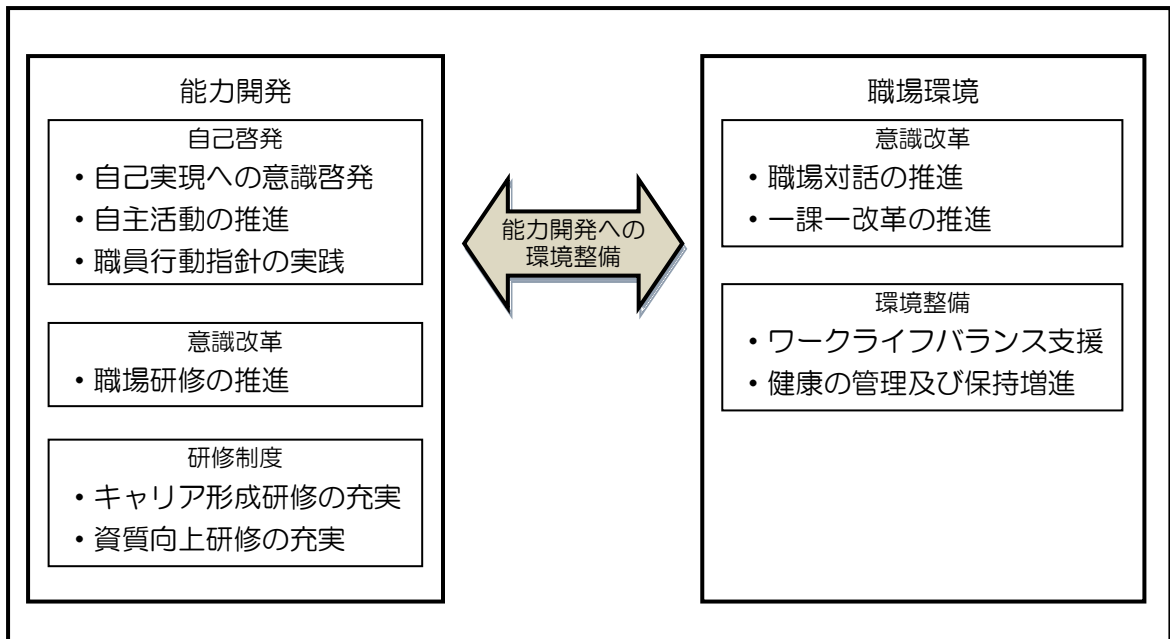 能力開発
自己啓発
・自己実現への意識啓発
・自主活動の推進
・職員行動指針の実践
意識改革
・職場研修の推進
研修制度
・キャリア形成研修の充実
・資質向上研修の充実
能力開発への
環境整備
職場環境
意識改革
・職場対話の推進
・一課一改革の推進
環境整備
・ワークライフバランス支援
・健康の管理及び保持増進